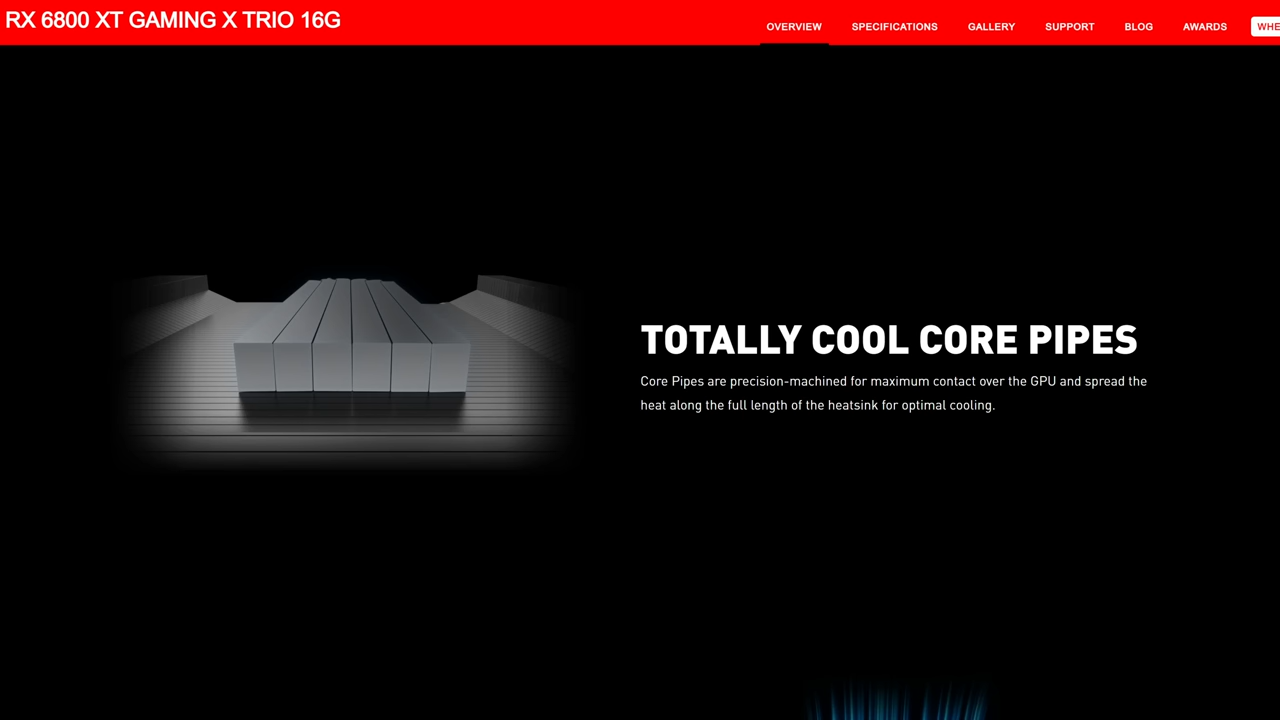 RX 6800 XT GAMING X TRIO 16G
OVERVIEW SPECIFICATIONS GALLERY SUPPORT BLOG AWARDS WHE
TOTALLY COOL CORE PIPES
Core Pipes are precision-machined for maximum contact over the GPU and spread the
heat along the full length of the heatsink for optimal cooling.